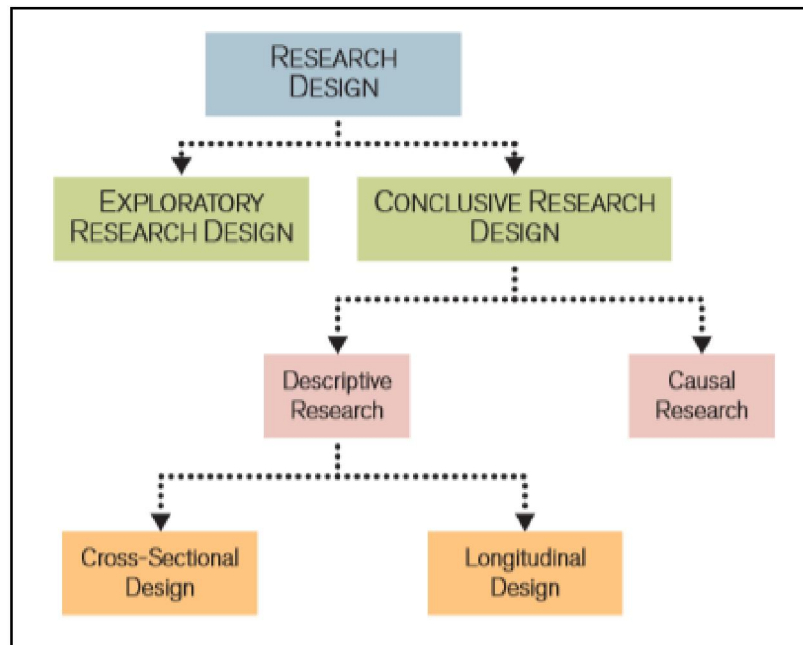 RESEARCH
DESIGN
EXPLORATORY
RESEARCH DESIGN
CONCLUSIVE RESEARCH
DESIGN
Descriptive
Research
Causal
Research
Cross-Sectional
Design
Longitudinal
Design